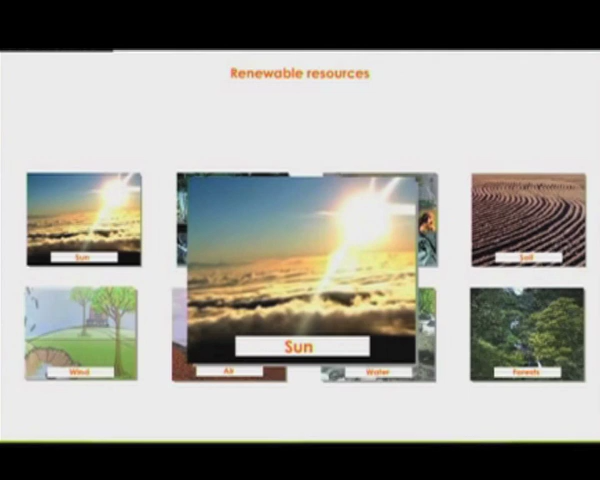 Renewable resources
Sun
Soil
Sun
Wind
Air
Water
Forests